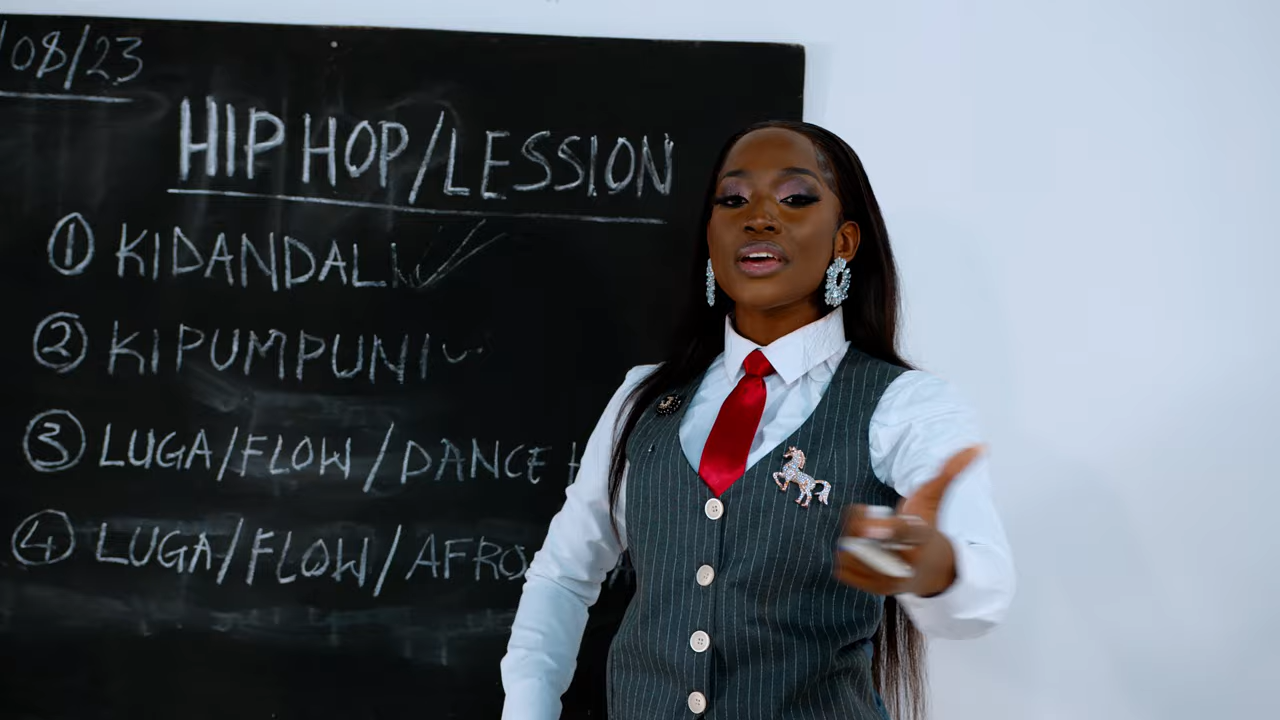 /08/23
HIP HOP/LESSION
① KIDANDALI
② KIPUMPUNI
③ LUGA/FLOW/DANCE
④ LUGA/FLOW/AFRO